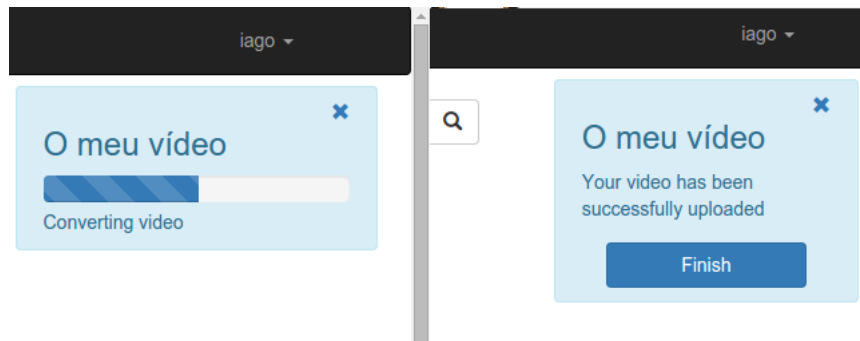 iago
O meu vídeo
Converting video
iago
O meu vídeo
Your video has been
successfully uploaded
Finish